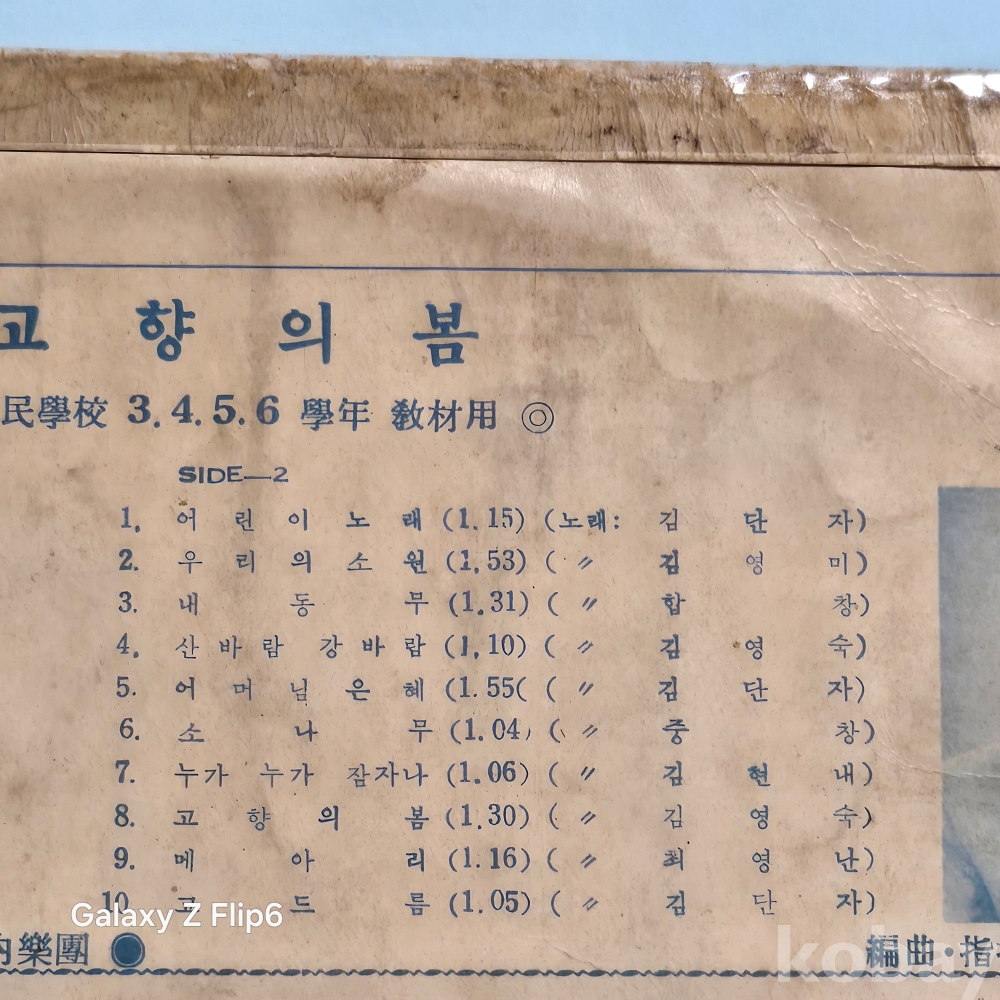 고 향 의 봄
民學校 3.4.5.6 學年 敎材用 ◎
SIDE—2
1. 어 린 이 노 래 (1.15) (노래: 김 단 자)
2. 우 리 의 소 원 (1.53) ( 〃 김 영 미)
3. 내 동 무 (1.31) ( 〃 합 창)
4. 산 바 람 강 바 람 (1.10) ( 〃 김 영 숙)
5. 어 머 님 은 혜 (1.55( ( 〃 김 단 자)
6. 소 나 무 (1.04) ( 〃 중 창)
7. 누가 누가 잠자나 (1.06) ( 〃 김 현 내)
8. 고 향 의 봄 (1.30) ( 〃 김 영 숙)
9. 메 아 리 (1.16) ( 〃 최 영 난)
10. 고 드 름 (1.05) ( 〃 김 단 자)
Galaxy Z Flip6
內樂團 ● 編曲·指
kobay